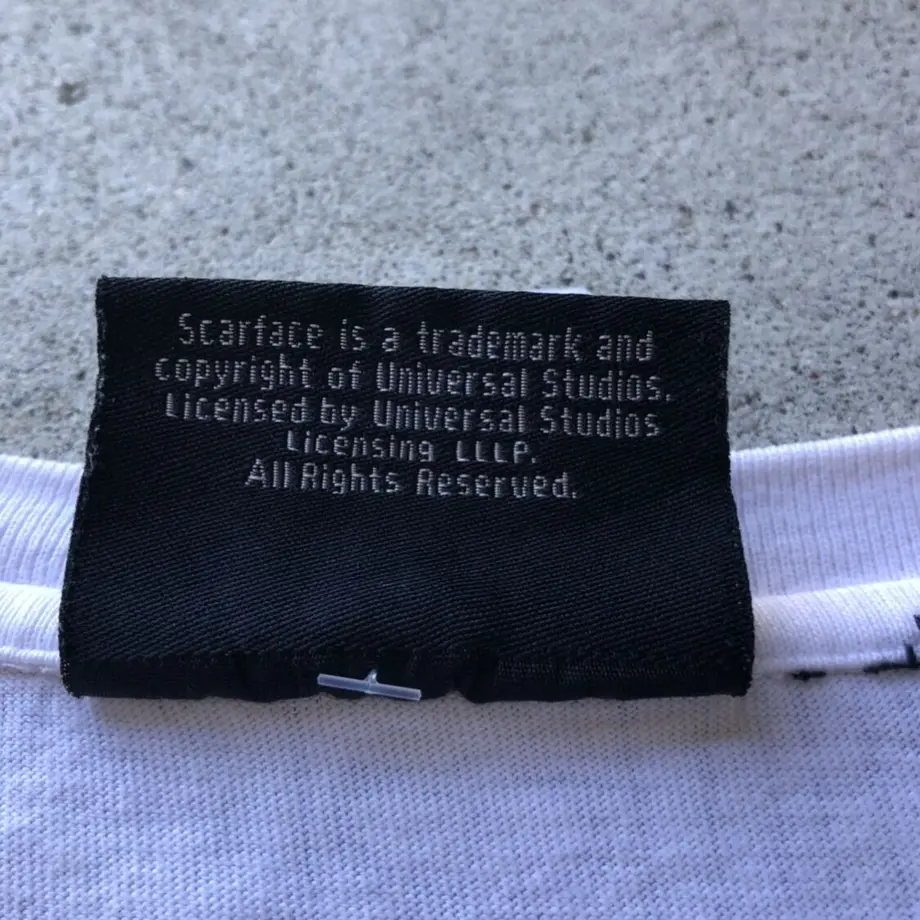 Scarface is a trademark and
copyright of Universal Studios.
Licensed by Universal Studios
Licensing LLLP.
All Rights Reserved.